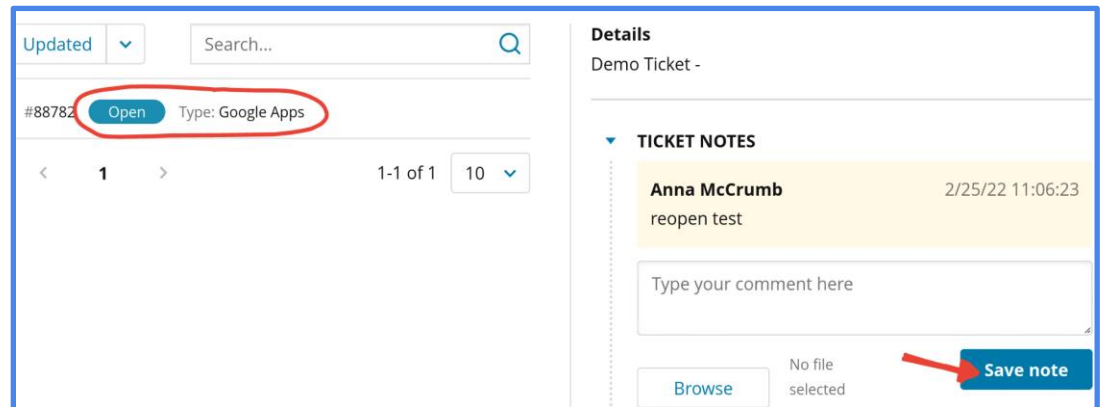 Updated
Search...
#88782 Open Type: Google Apps
< 1 > 1-1 of 1 10
Details
Demo Ticket -
TICKET NOTES
Anna McCrumb 2/25/22 11:06:23
reopen test
Type your comment here
Browse
No file
selected
Save note